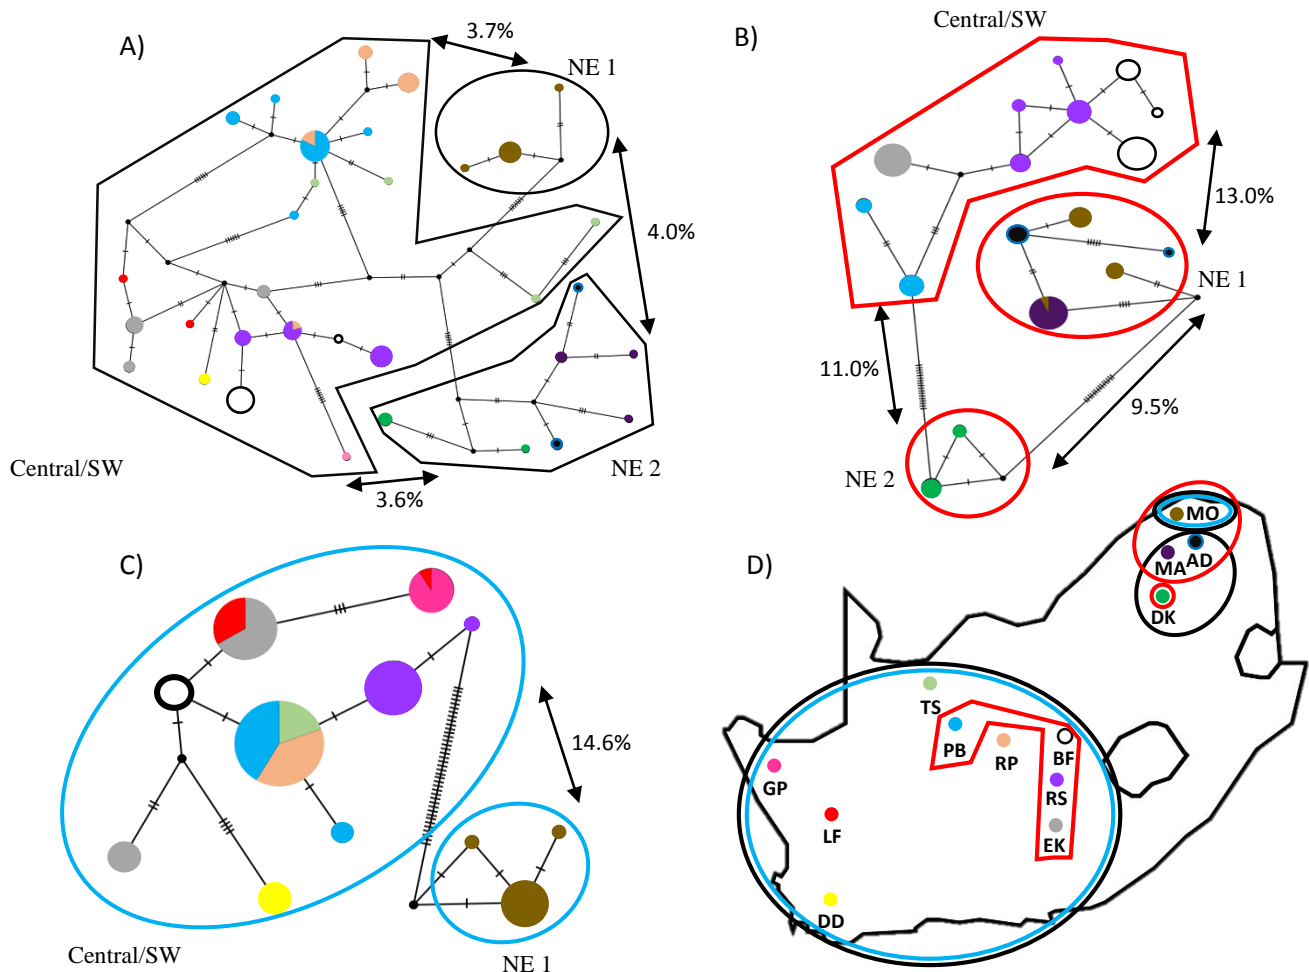 A)
3.7%
NE 1
4.0%
Central/SW
3.6%
NE 2
B)
Central/SW
13.0%
NE 1
11.0%
9.5%
NE 2
C)
14.6%
Central/SW
NE 1
D)
MO
MA AD
DK
TS
PB
RP
BF
GP
RS
LF
EK
DD